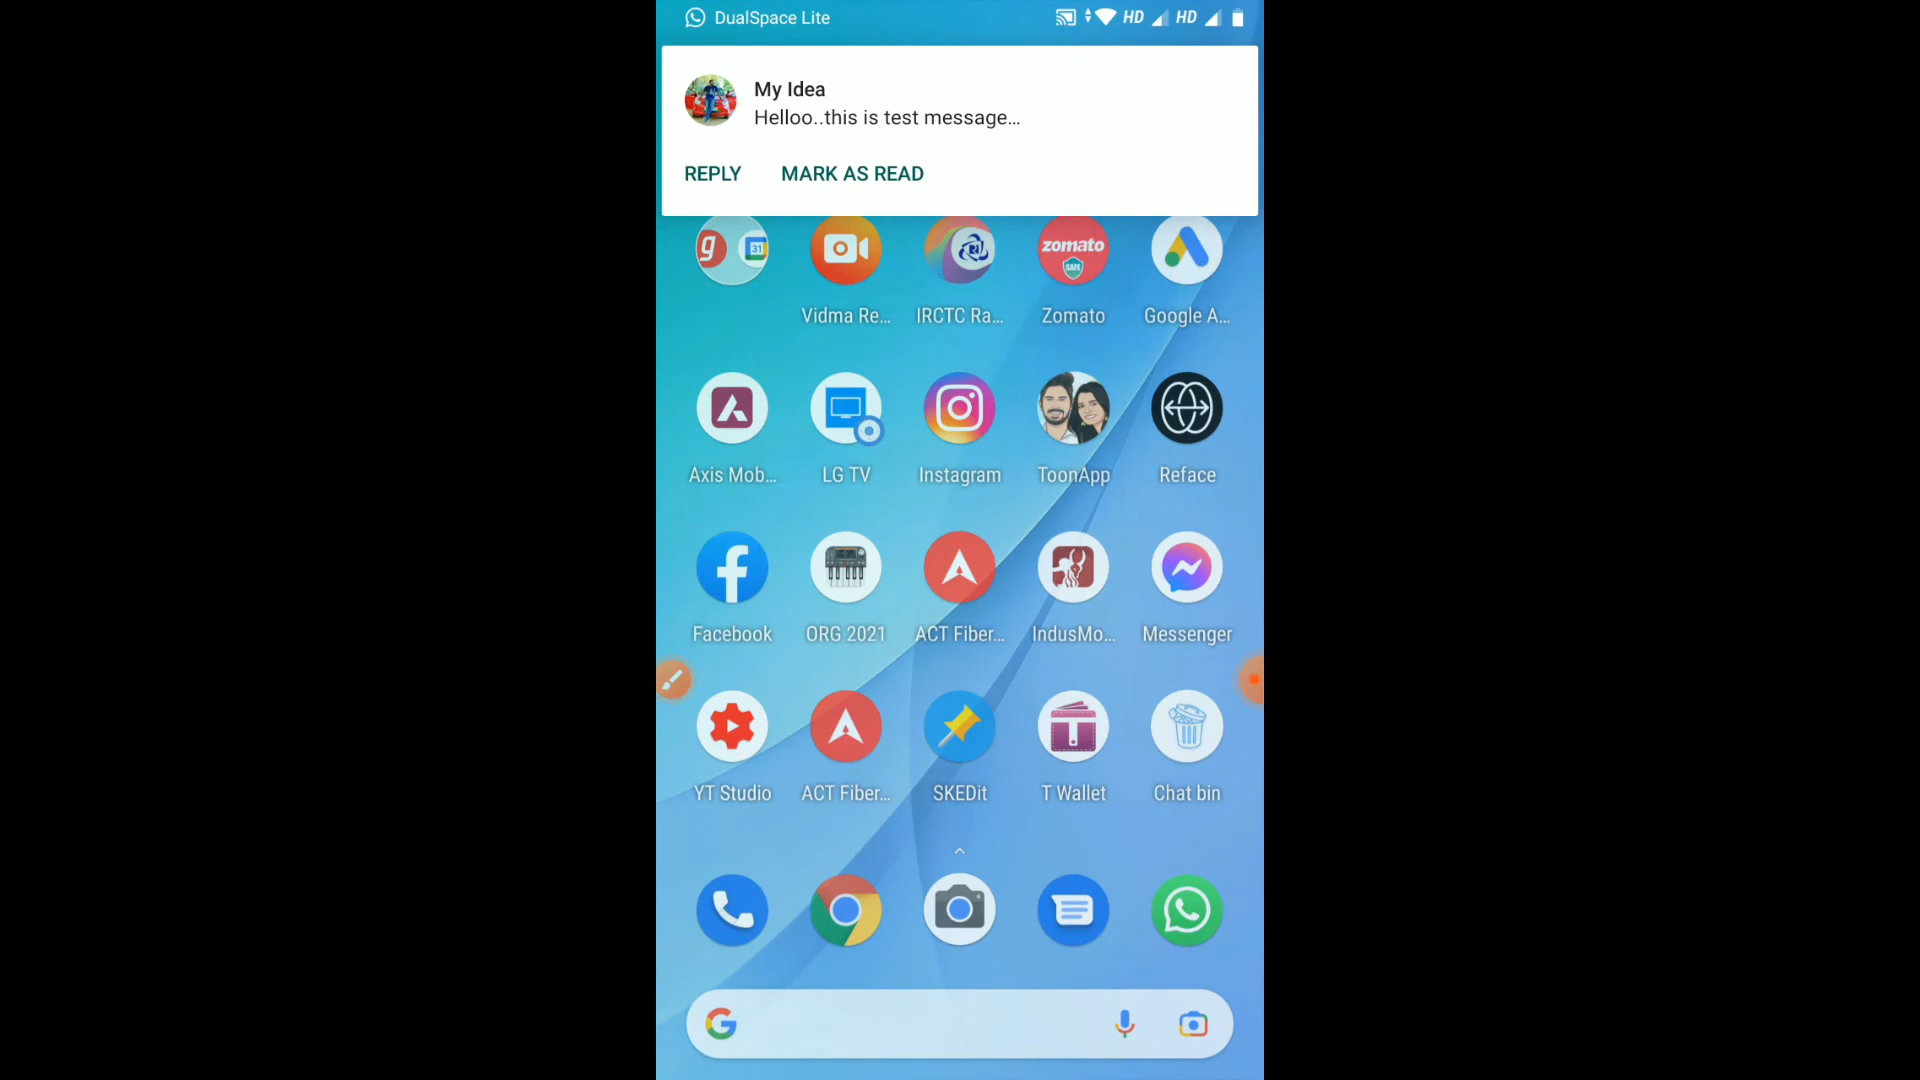 DualSpace Lite HD HD
My Idea
Helloo..this is test message…
REPLY MARK AS READ
g 31 zomato
SAFE
Vidma Re… IRCTC Ra… Zomato Google A…
Axis Mob… LG TV Instagram ToonApp Reface
Facebook ORG 2021 ACT Fiber… IndusMo… Messenger
YT Studio ACT Fiber… SKEDit T Wallet Chat bin